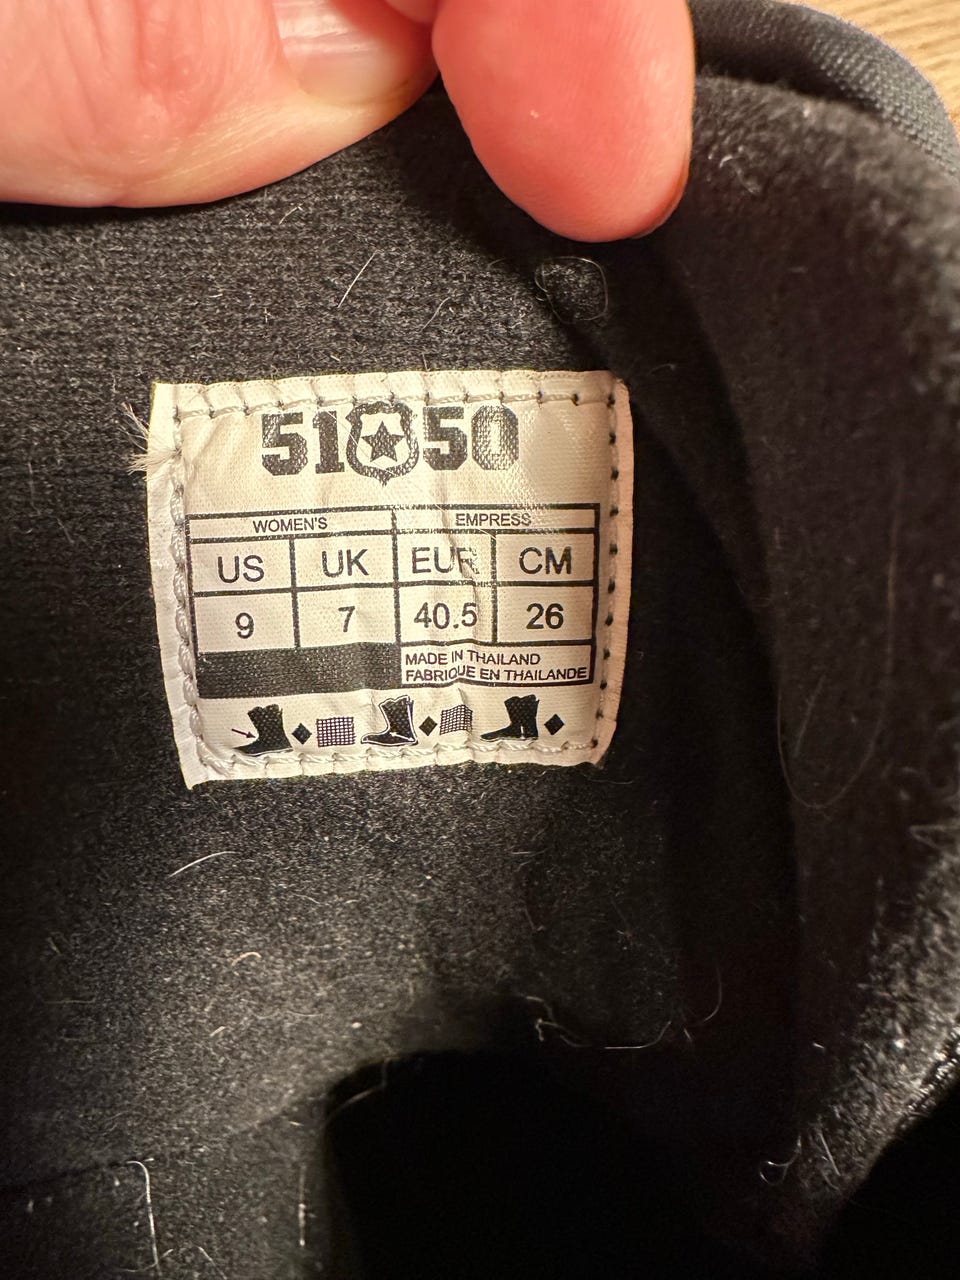 51 50
WOMEN'S EMPRESS
US UK EUR CM
9 7 40.5 26
MADE IN THAILAND
FABRIQUE EN THAILANDE